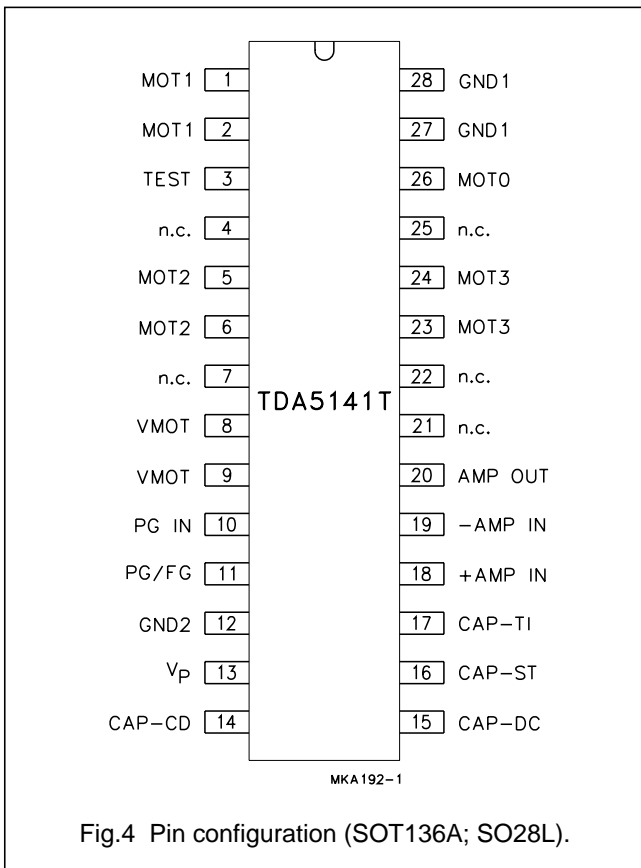 MOT1 1 28 GND1
MOT1 2 27 GND1
TEST 3 26 MOT0
n.c. 4 25 n.c.
MOT2 5 24 MOT3
MOT2 6 23 MOT3
n.c. 7 22 n.c.
TDA5141T
VMOT 8 21 n.c.
VMOT 9 20 AMP OUT
PG IN 10 19 -AMP IN
PG/FG 11 18 +AMP IN
GND2 12 17 CAP-TI
VP 13 16 CAP-ST
CAP-CD 14 15 CAP-DC
MKA192-1
Fig.4 Pin configuration (SOT136A; SO28L).